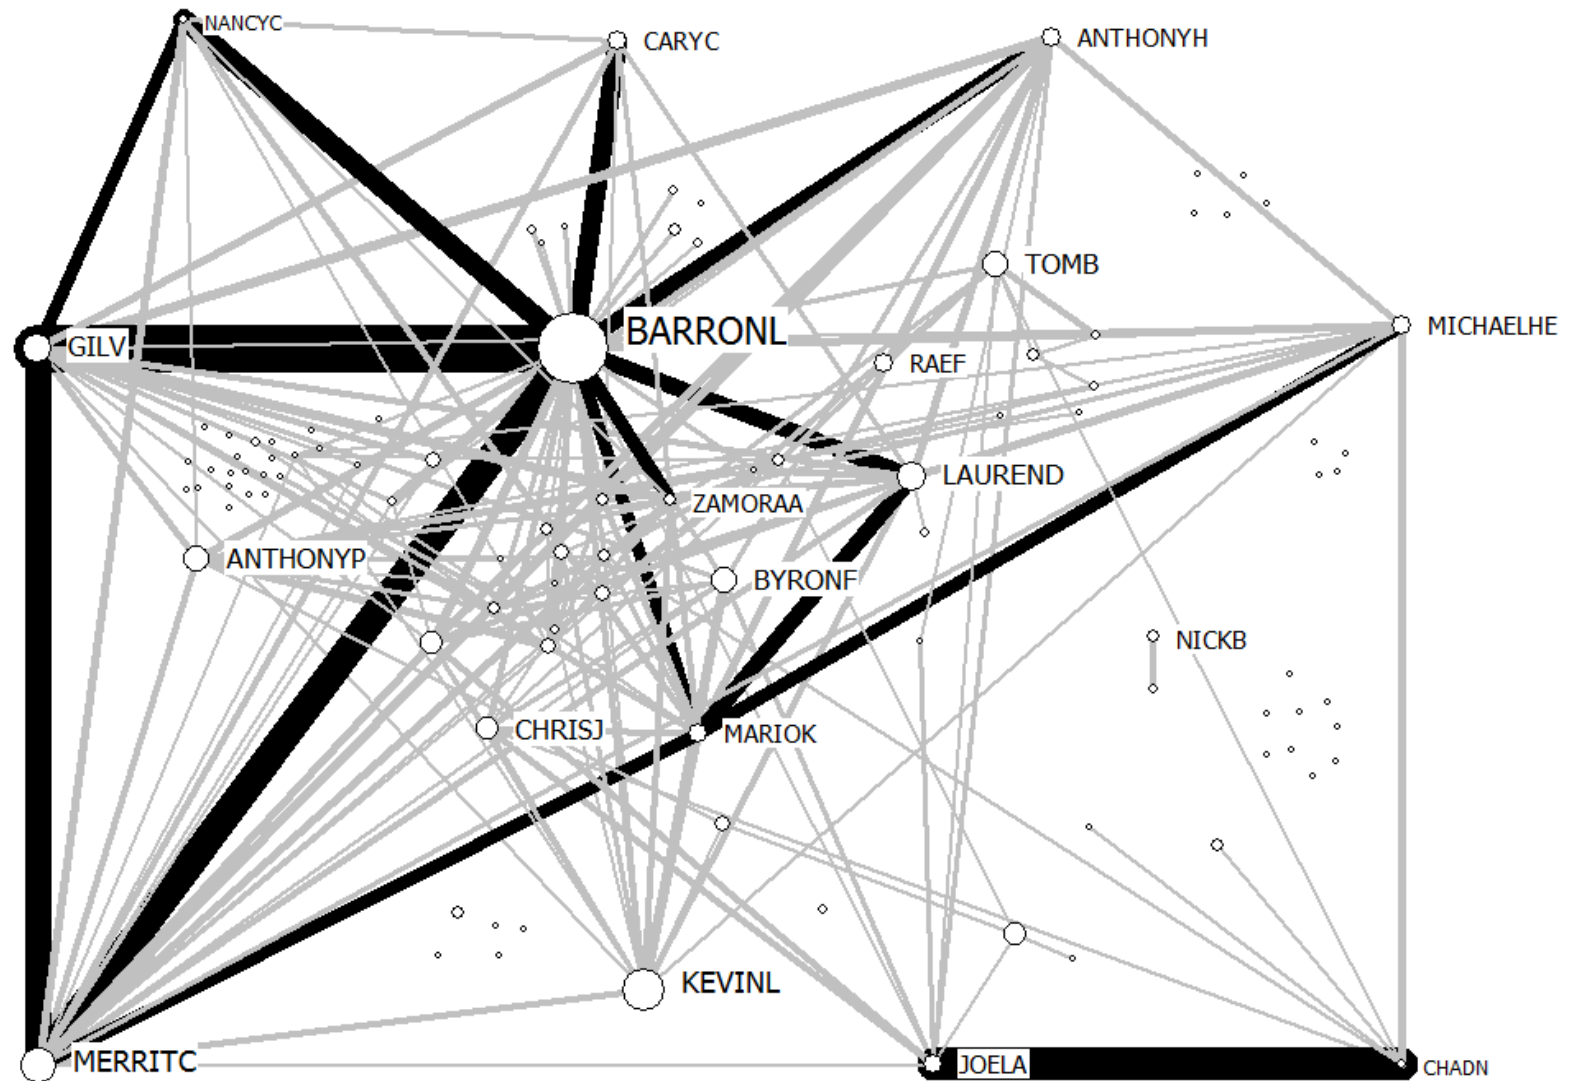 NANCYC
CARYC
ANTHONYH
TOMB
BARRONL
MICHAELHE
GILV
RAEF
LAUREND
ZAMORAA
ANTHONYP
BYRONF
NICKB
CHRISJ
MARIOK
KEVINL
MERRITC
JOELA
CHADN